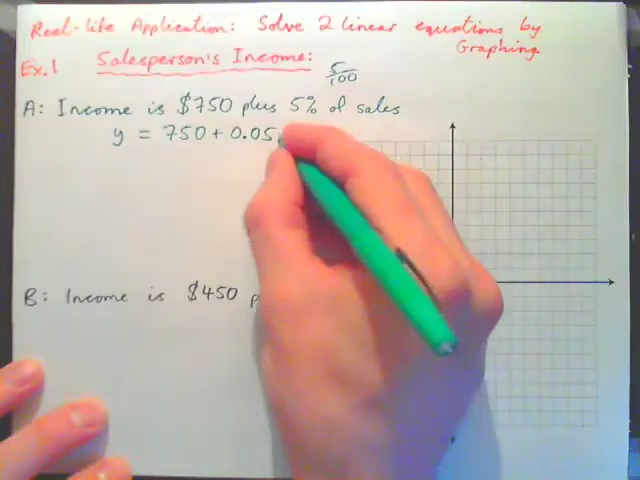 Real-life Application: Solve 2 linear equations by
Graphing
Ex.1 Salesperson's Income:
5/100
A: Income is $750 plus 5% of sales
y = 750 + 0.05
B: Income is $450 p